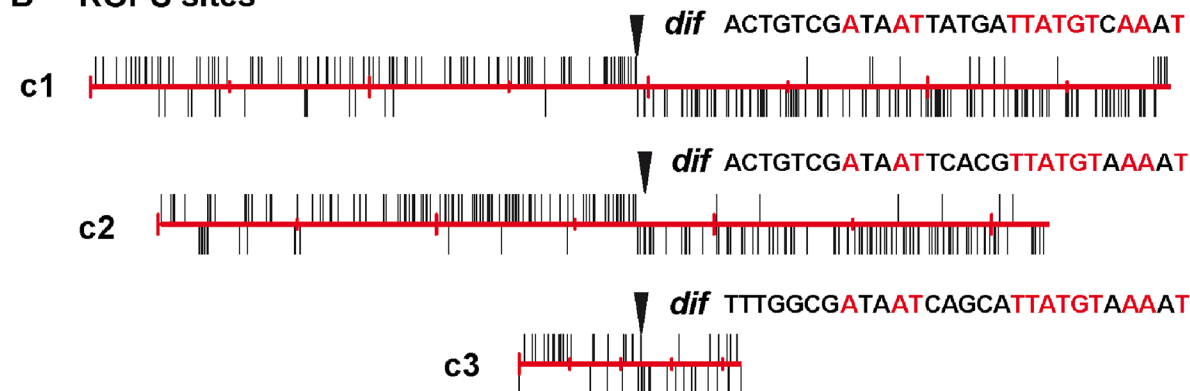 dif ACTGTCGATAATTATGATTATGTCAAAT
c1
dif ACTGTCGATAATTCACGTTATGTAAAAT
c2
dif TTTGGCGATAATCAGCATTATGTAAAAT
c3